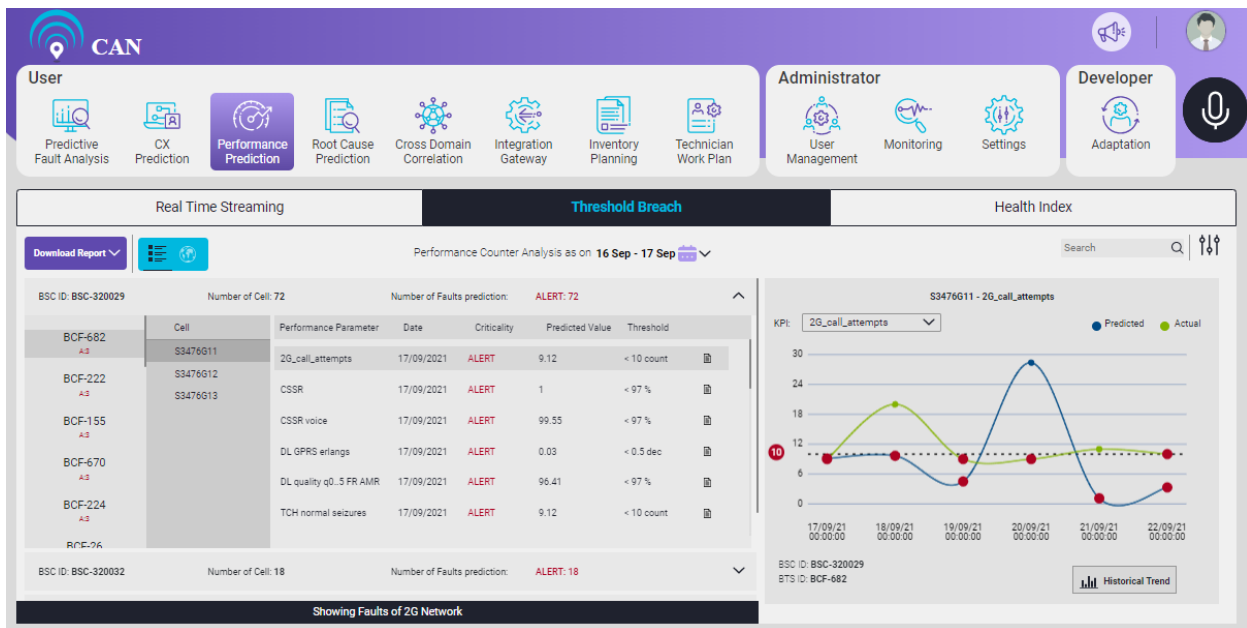 CAN
User
Administrator
Developer
Predictive
Fault Analysis
CX
Prediction
Performance
Prediction
Root Cause
Prediction
Cross Domain
Correlation
Integration
Gateway
Inventory
Planning
Technician
Work Plan
User
Management
Monitoring
Settings
Adaptation
Real Time Streaming
Threshold Breach
Health Index
Download Report
Performance Counter Analysis as on 16 Sep - 17 Sep
Search
BSC ID: BSC-320029 Number of Cell: 72 Number of Faults prediction: ALERT: 72
BCF-682
A:3
BCF-222
A:3
BCF-155
A:3
BCF-670
A:3
BCF-224
A:3
BCF-26
Cell
S3476G11
S3476G12
S3476G13
Performance Parameter Date Criticality Predicted Value Threshold
2G_call_attempts 17/09/2021 ALERT 9.12 < 10 count
CSSR 17/09/2021 ALERT 1 < 97 %
CSSR voice 17/09/2021 ALERT 99.55 < 97 %
DL GPRS erlangs 17/09/2021 ALERT 0.03 < 0.5 dec
DL quality q0..5 FR AMR 17/09/2021 ALERT 96.41 < 97 %
TCH normal seizures 17/09/2021 ALERT 9.12 < 10 count
BSC ID: BSC-320032 Number of Cell: 18 Number of Faults prediction: ALERT: 18
Showing Faults of 2G Network
S3476G11 - 2G_call_attempts
KPI: 2G_call_attempts
Predicted Actual
30
24
18
12
10
6
0
17/09/21 18/09/21 19/09/21 20/09/21 21/09/21 22/09/21
00:00:00 00:00:00 00:00:00 00:00:00 00:00:00 00:00:00
BSC ID: BSC-320029
BTS ID: BCF-682
Historical Trend